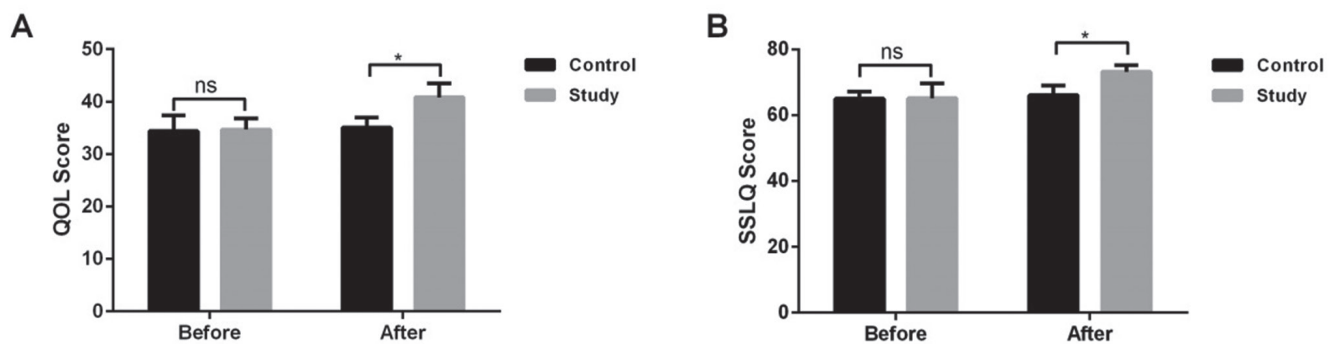 A
QOL Score
50
40
30
20
10
0
ns
*
Before
After
Control
Study
B
SSLQ Score
80
60
40
20
0
ns
*
Before
After
Control
Study